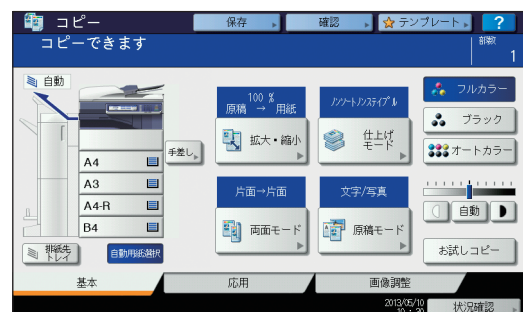 コピー
保存
確認
テンプレート
?
コピーできます
部数
1
自動
100 %
原稿 → 用紙
ノンソート/ノンステイプル
フルカラー
拡大・縮小
仕上げ
モード
ブラック
手差し
オートカラー
A4
A3
片面→片面
文字/写真
A4-R
B4
両面モード
原稿モード
自動
排紙先
トレイ
自動用紙選択
お試しコピー
基本
応用
画像調整
2013/05/10
10 : 30
状況確認